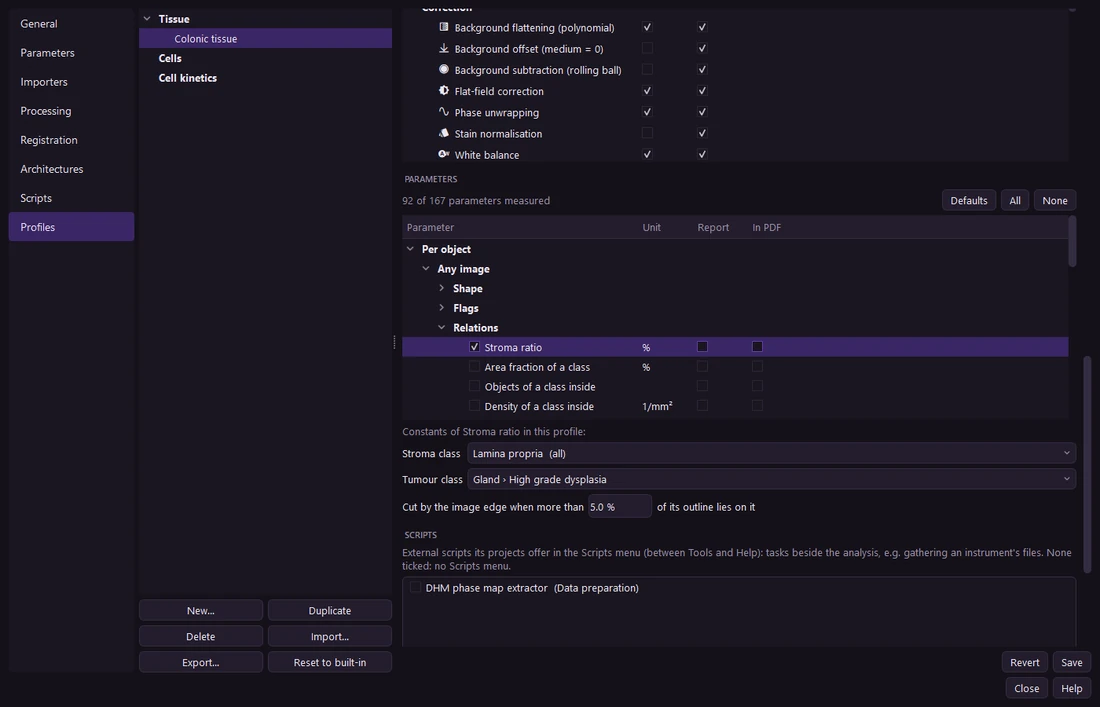 General
Parameters
Importers
Processing
Registration
Architectures
Scripts
Profiles
Tissue
Colonic tissue
Cells
Cell kinetics
New...
Duplicate
Delete
Import...
Export...
Reset to built-in
Correction
Background flattening (polynomial)
Background offset (medium = 0)
Background subtraction (rolling ball)
Flat-field correction
Phase unwrapping
Stain normalisation
White balance
PARAMETERS
92 of 167 parameters measured
Defaults All None
Parameter Unit Report In PDF
Per object
Any image
Shape
Flags
Relations
Stroma ratio %
Area fraction of a class %
Objects of a class inside
Density of a class inside 1/mm²
Constants of Stroma ratio in this profile:
Stroma class Lamina propria (all)
Tumour class Gland › High grade dysplasia
Cut by the image edge when more than 5.0 % of its outline lies on it
SCRIPTS
External scripts its projects offer in the Scripts menu (between Tools and Help): tasks beside the analysis, e.g. gathering an instrument's files. None
ticked: no Scripts menu.
DHM phase map extractor (Data preparation)
Revert Save
Close Help